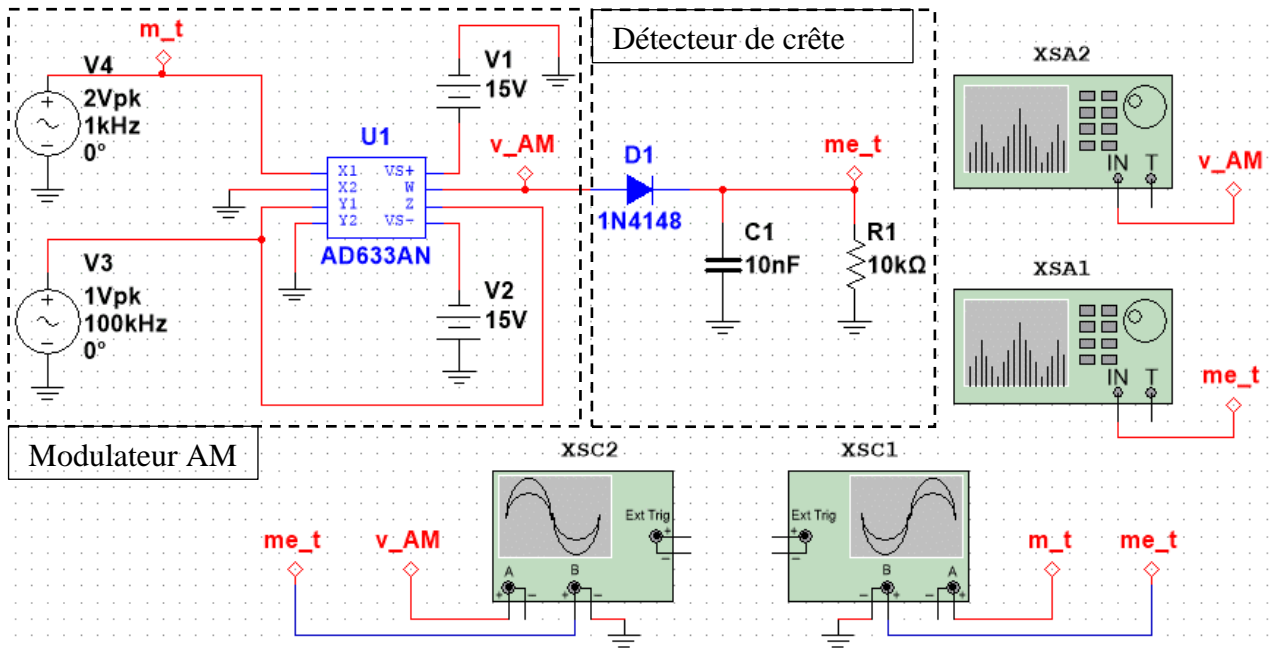 m_t
V4
2Vpk
1kHz
0°
V1
15V
U1
X1 VS+
X2 W
Y1 Z
Y2 VS-
AD633AN
v_AM
V3
1Vpk
100kHz
0°
V2
15V
Modulateur AM
Détecteur de crête
D1
1N4148
me_t
C1
10nF
R1
10kΩ
XSA2
IN T
v_AM
XSA1
IN T
me_t
XSC2
Ext Trig
+
−
A B
+ − + −
me_t v_AM
XSC1
Ext Trig
+
−
B A
− + − +
m_t me_t